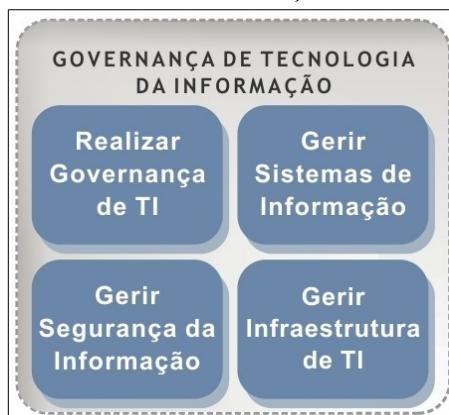 GOVERNANÇA DE TECNOLOGIA
DA INFORMAÇÃO
Realizar
Governança
de TI
Gerir
Sistemas de
Informação
Gerir
Segurança da
Informação
Gerir
Infraestrutura
de TI